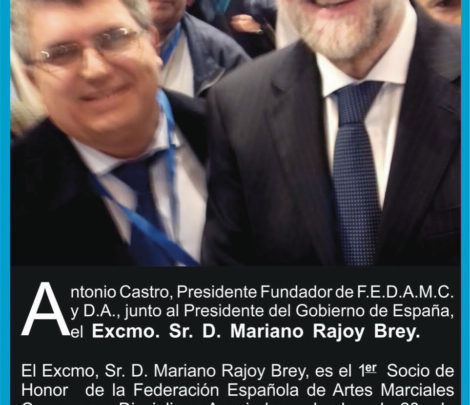 Antonio Castro, Presidente Fundador de F.E.D.A.M.C.
y D.A., junto al Presidente del Gobierno de España,
el Excmo. Sr. D. Mariano Rajoy Brey.
El Excmo, Sr. D. Mariano Rajoy Brey, es el 1er Socio de
Honor de la Federación Española de Artes Marciales